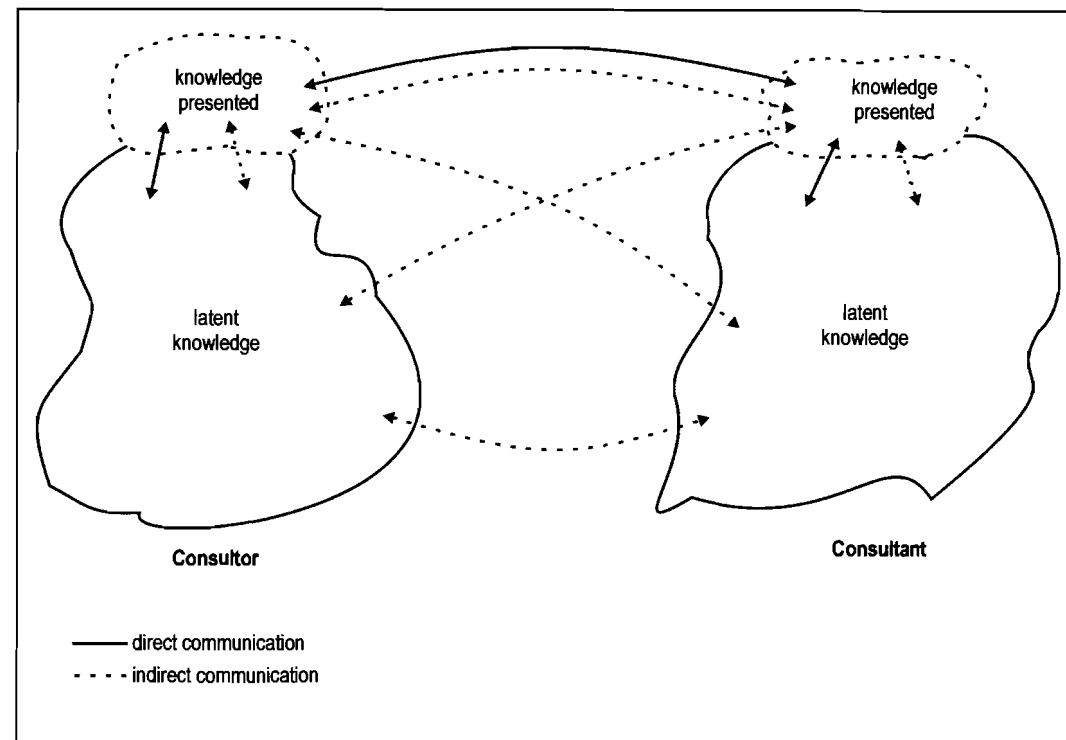 knowledge
presented
knowledge
presented
latent
knowledge
latent
knowledge
Consultor
Consultant
direct communication
indirect communication